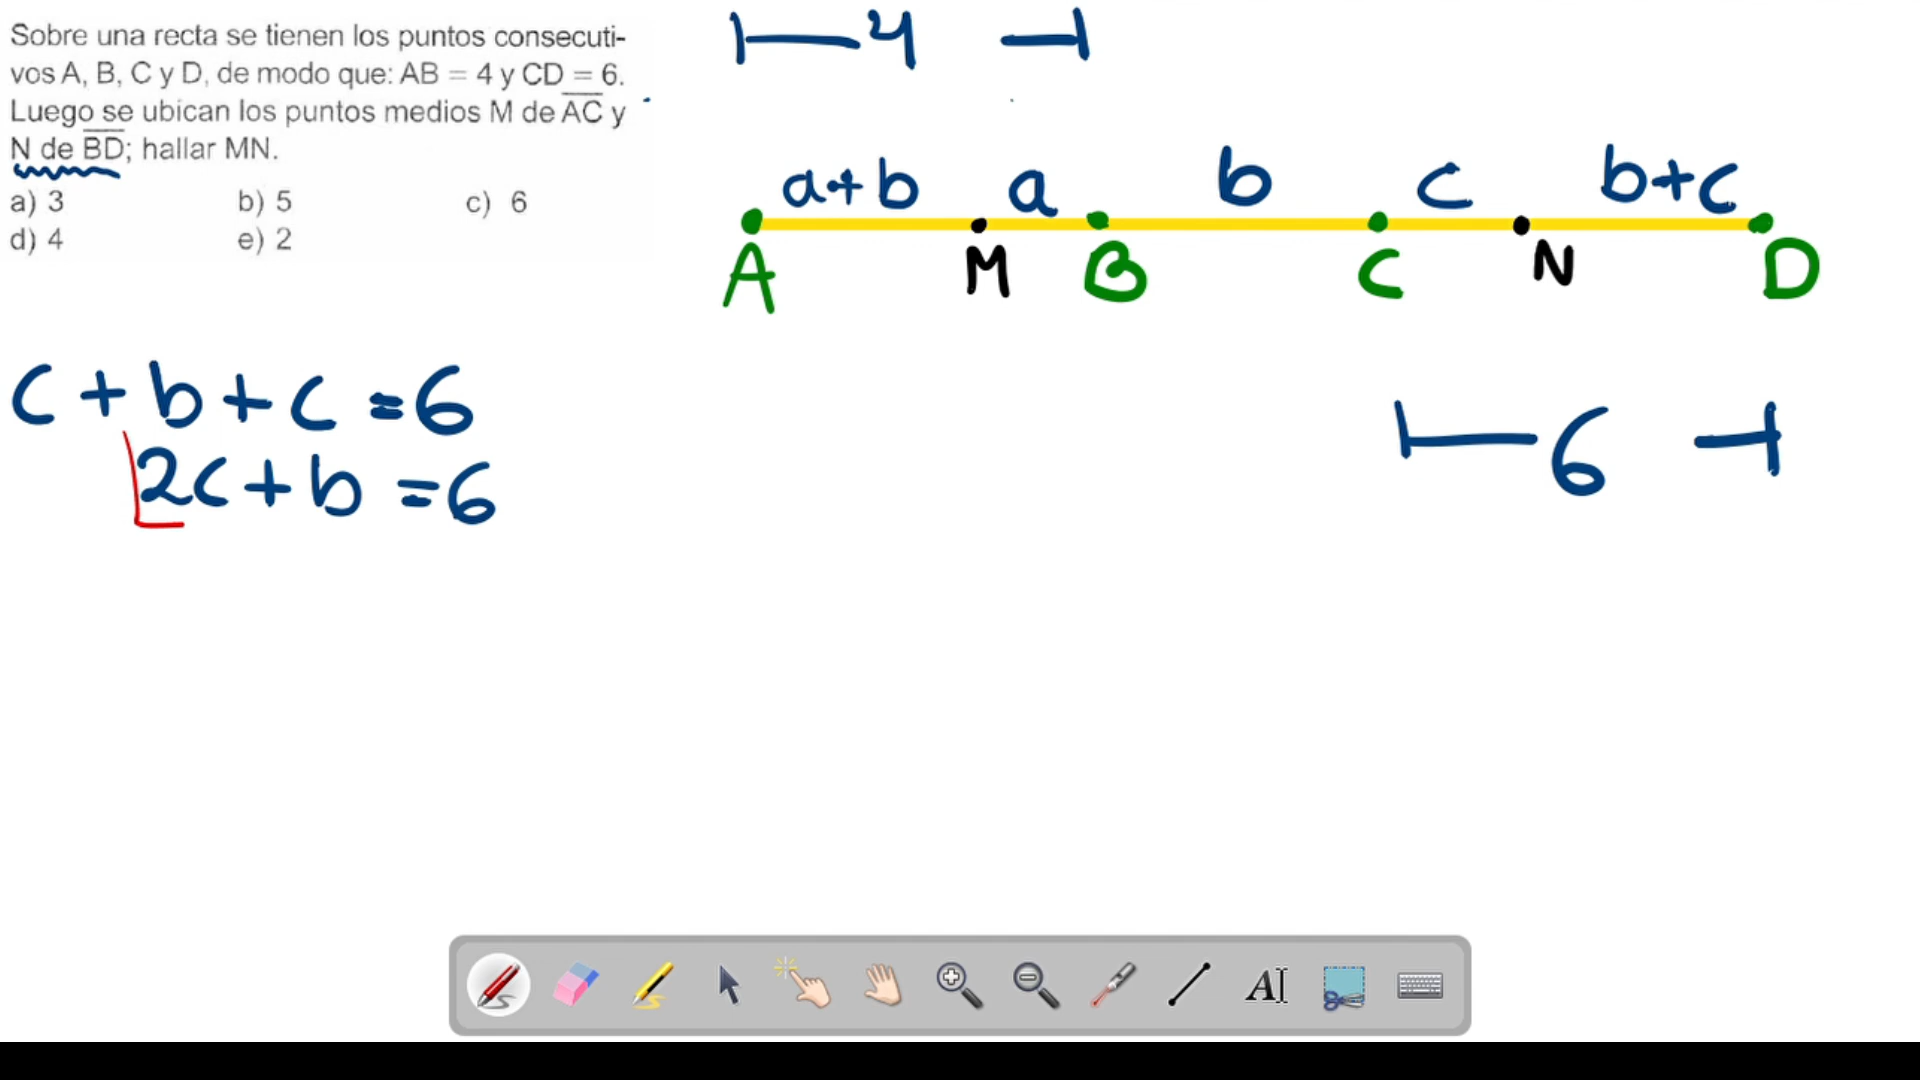 Sobre una recta se tienen los puntos consecuti-
vos A, B, C y D, de modo que: AB = 4 y CD = 6.
Luego se ubican los puntos medios M de AC y
N de BD; hallar MN.
a) 3 b) 5 c) 6
d) 4 e) 2
4
a+b a b c b+c
A M B C N D
6
c+b+c=6
2c+b=6
AI